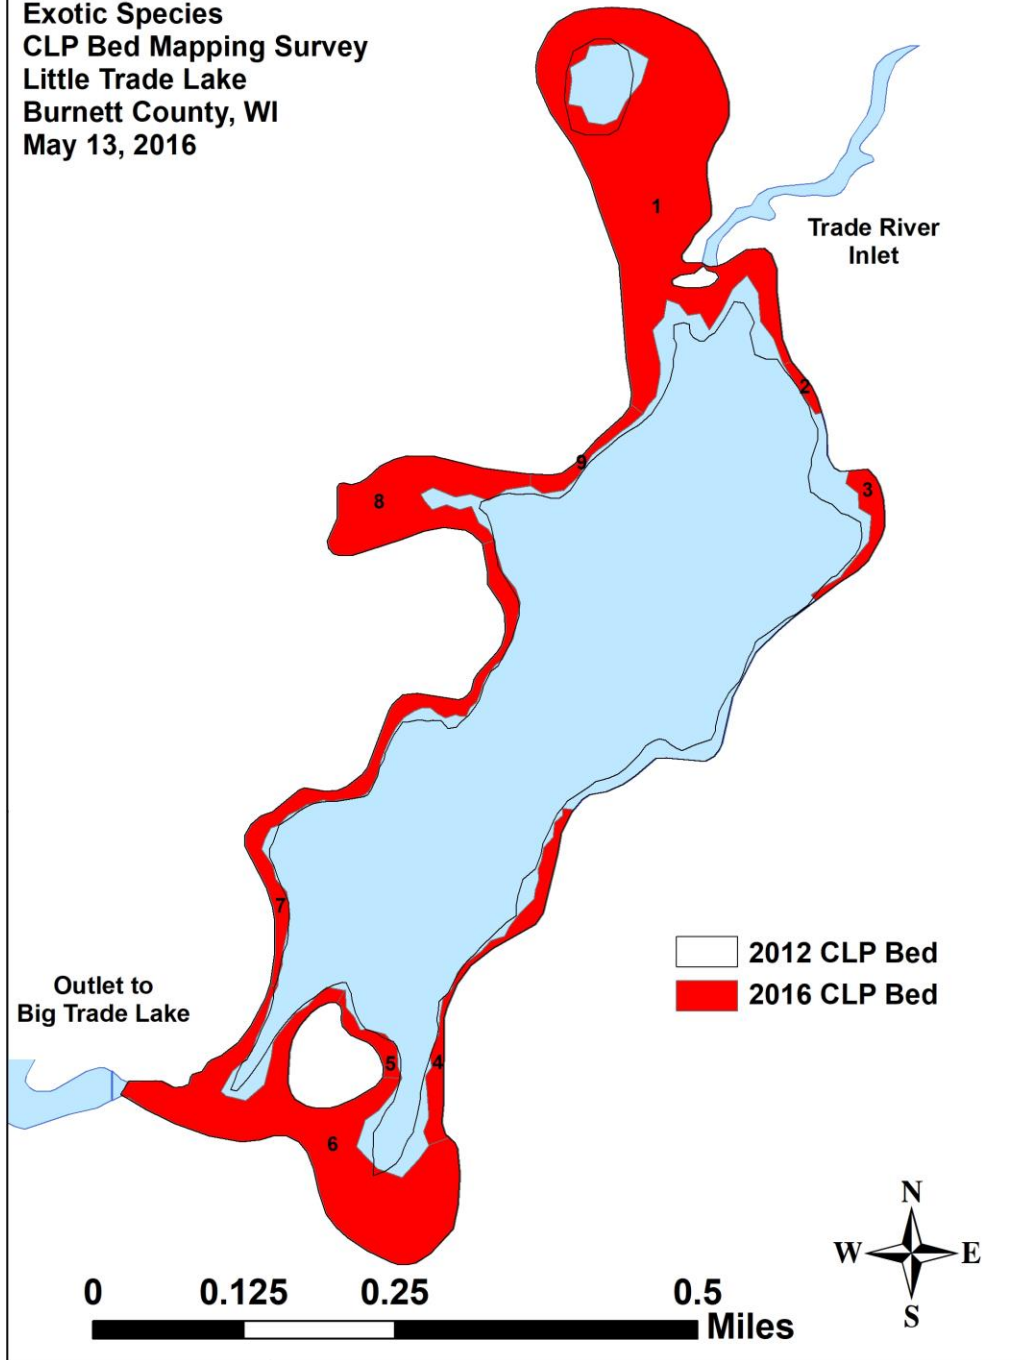 Exotic Species
CLP Bed Mapping Survey
Little Trade Lake
Burnett County, WI
May 13, 2016
1
Trade River
Inlet
2
9
3
8
7
2012 CLP Bed
2016 CLP Bed
Outlet to
Big Trade Lake
5
4
6
N
W
E
S
0
0.125
0.25
0.5
Miles